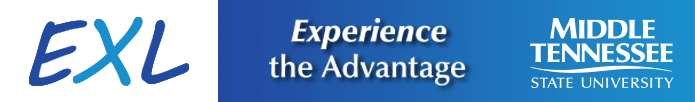 EXL
Experience
the Advantage
MIDDLE
TENNESSEE
STATE UNIVERSITY